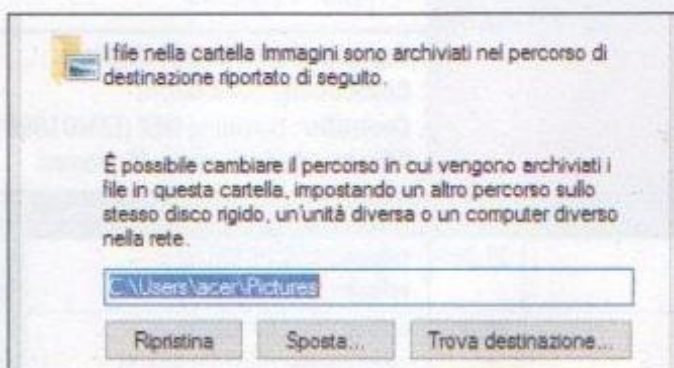 I file nella cartella Immagini sono archiviati nel percorso di
destinazione riportato di seguito.
È possibile cambiare il percorso in cui vengono archiviati i
file in questa cartella, impostando un altro percorso sullo
stesso disco rigido, un'unità diversa o un computer diverso
nella rete.
C:\Users\acer\Pictures
Ripristina Sposta... Trova destinazione...